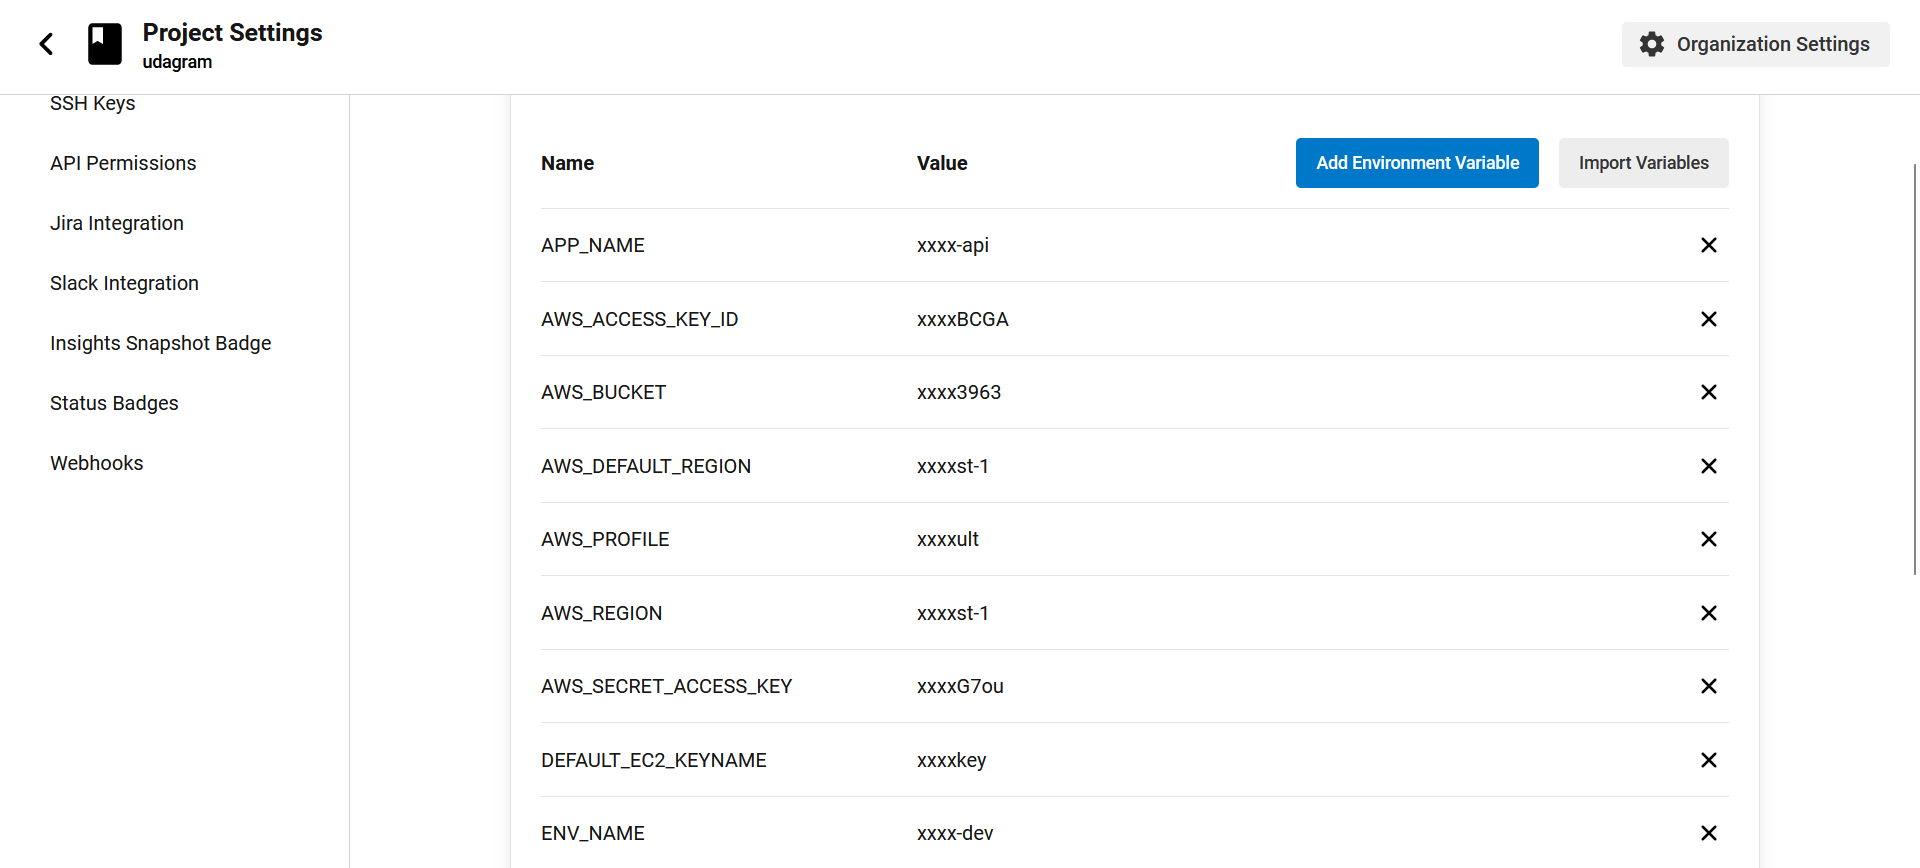 Project Settings
udagram
Organization Settings
SSH Keys
API Permissions
Jira Integration
Slack Integration
Insights Snapshot Badge
Status Badges
Webhooks
Name Value Add Environment Variable Import Variables
APP_NAME xxxx-api
AWS_ACCESS_KEY_ID xxxxBCGA
AWS_BUCKET xxxx3963
AWS_DEFAULT_REGION xxxxst-1
AWS_PROFILE xxxxult
AWS_REGION xxxxst-1
AWS_SECRET_ACCESS_KEY xxxxG7ou
DEFAULT_EC2_KEYNAME xxxxkey
ENV_NAME xxxx-dev